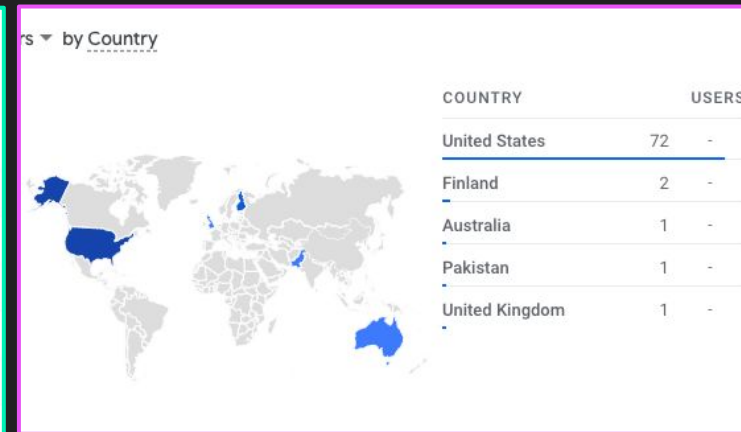 rs by Country
COUNTRY USERS
United States 72 -
Finland 2 -
Australia 1 -
Pakistan 1 -
United Kingdom 1 -